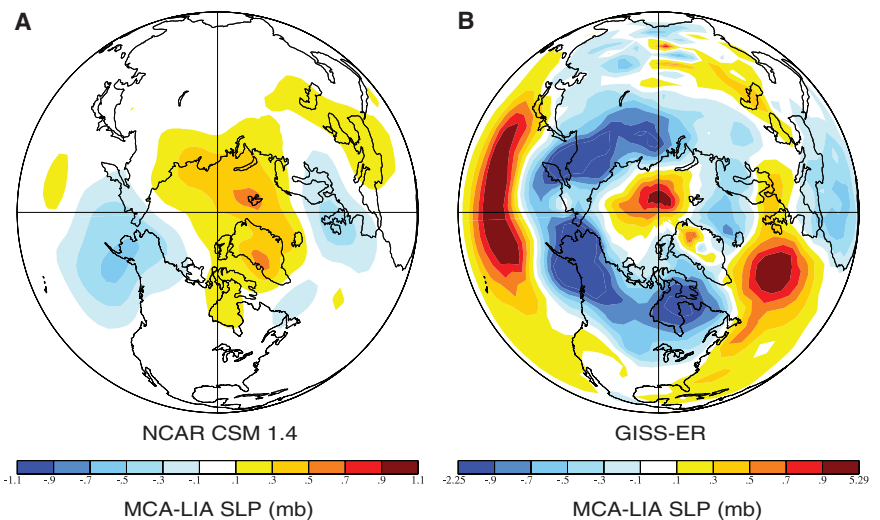 A
B
NCAR CSM 1.4
GISS-ER
-1.1 -.9 -.7 -.5 -.3 -.1 .1 .3 .5 .7 .9 1.1
-2.25 -.9 -.7 -.5 -.3 -.1 .1 .3 .5 .7 .9 5.29
MCA-LIA SLP (mb)
MCA-LIA SLP (mb)